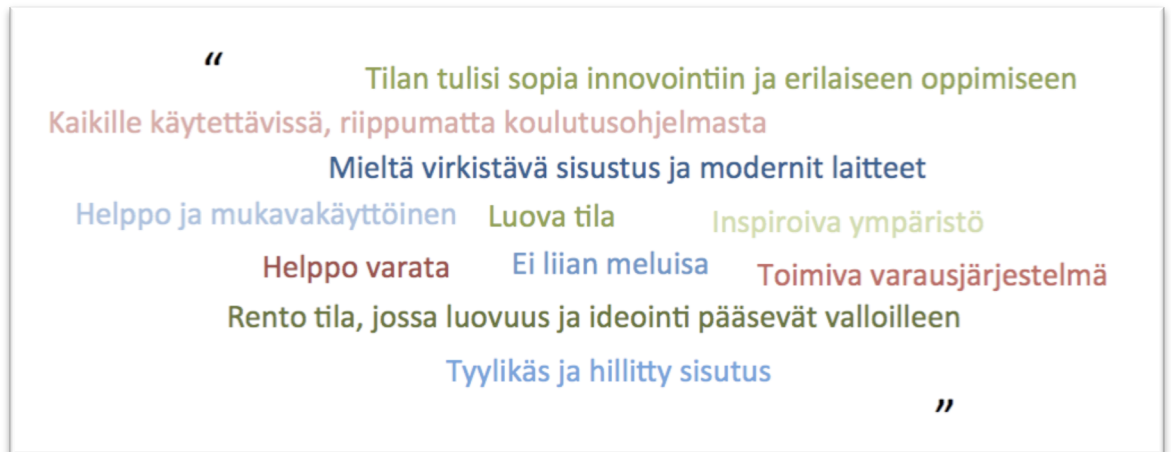 “
Tilan tulisi sopia innovointiin ja erilaiseen oppimiseen
Kaikille käytettävissä, riippumatta koulutusohjelmasta
Mieltä virkistävä sisustus ja modernit laitteet
Helppo ja mukavakäyttöinen Luova tila Inspiroiva ympäristö
Helppo varata Ei liian meluisa Toimiva varausjärjestelmä
Rento tila, jossa luovuus ja ideointi pääsevät valloilleen
Tyylikäs ja hillitty sisutus
”